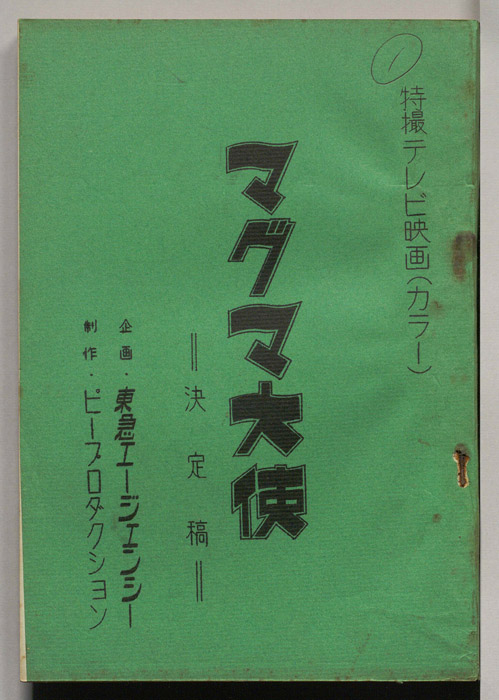 1
特撮テレビ映画(カラー)
マグマ大使
=決定稿=
企画・東急エージェンシー
制作・ピープロダクション